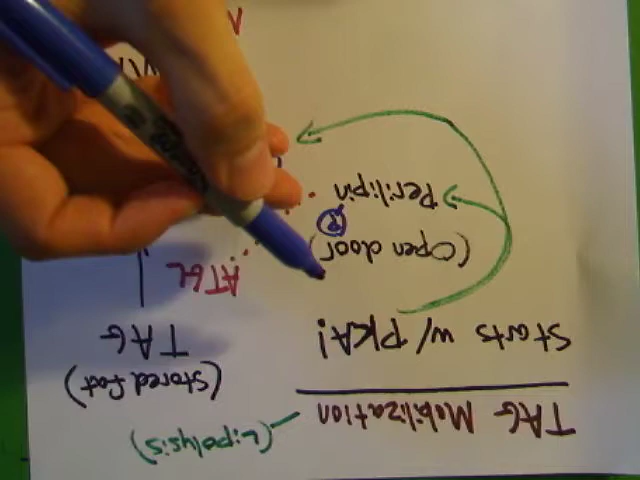 TAG Mobilization
(Lipolysis)
Starts w/ PKA!
(Open door)
P
Perilipin
(Stored fat)
TAG
ATGL